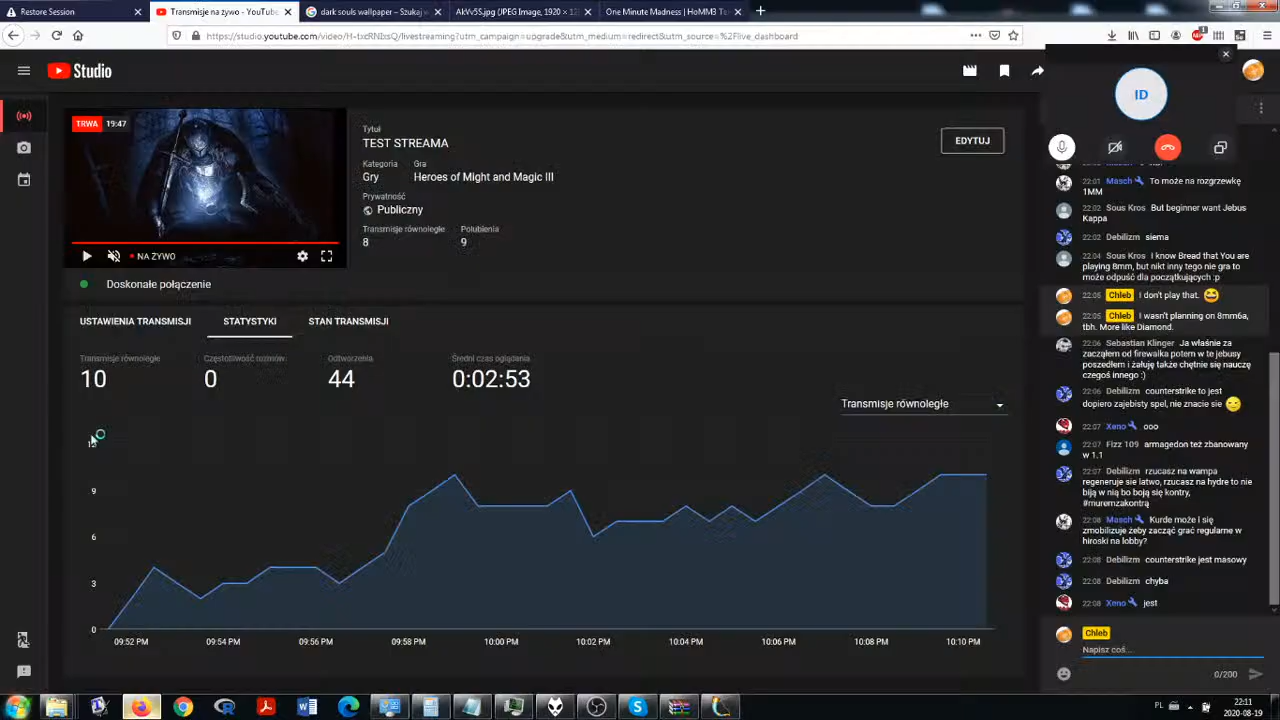 Restore Session
Transmisje na żywo - YouTube
dark souls wallpaper – Szukaj
AkVv5S.jpg (JPEG Image, 1920 ×
One Minute Madness | HoMM3 T
studio.youtube.com/video/
Studio
ID
TRWA 19:47
NA ŻYWO
Tytuł
TEST STREAMA
EDYTUJ
Kategoria Gra
Gry Heroes of Might and Magic III
Prywatność
Publiczny
Transmisje równoległe Polubienia
8 9
Doskonałe połączenie
USTAWIENIA TRANSMISJI STATYSTYKI STAN TRANSMISJI
Transmisje równoległe Częstotliwość rozmów Odtworzenia Średni czas oglądania
10 0 44 0:02:53
Transmisje równoległe
12
9
6
3
0
09:52 PM 09:54 PM 09:56 PM 09:58 PM 10:00 PM 10:02 PM 10:04 PM 10:06 PM 10:08 PM 10:10 PM
22:01 Masch To może na rozgrzewkę
1MM
22:02 Sous Kros But beginner want Jebus
Kappa
22:02 Debilizm siema
22:04 Sous Kros I know Bread that You are
playing 8mm, but nikt inny tego nie gra to
może odpuść dla początkujących :p
22:05 Chleb I don't play that.
22:05 Chleb I wasn't planning on 8mm6a,
tbh. More like Diamond.
22:06 Sebastian Klinger Ja właśnie za
zacząłem od firewalka potem w te jebusy
poszedłem i żałuję także chętnie się nauczę
czegoś innego :)
22:06 Debilizm counterstrike to jest
dopiero zajebisty spel, nie znacie sie
22:07 Xeno ooo
22:07 Fizz 109 armagedon też zbanowany
w 1.1
22:07 Debilizm rzucasz na wampa
regeneruje sie latwo, rzucasz na hydre to nie
biją w nią bo boją się kontry,
#muremzakontrą
22:08 Masch Kurde może i się
zmobilizuje żeby zacząć grać regularne w
hiroski na lobby?
22:08 Debilizm counterstrike jest masowy
22:08 Debilizm chyba
22:08 Xeno jest
Chleb
Napisz coś...
0/200
PL
22:11
2020-08-19